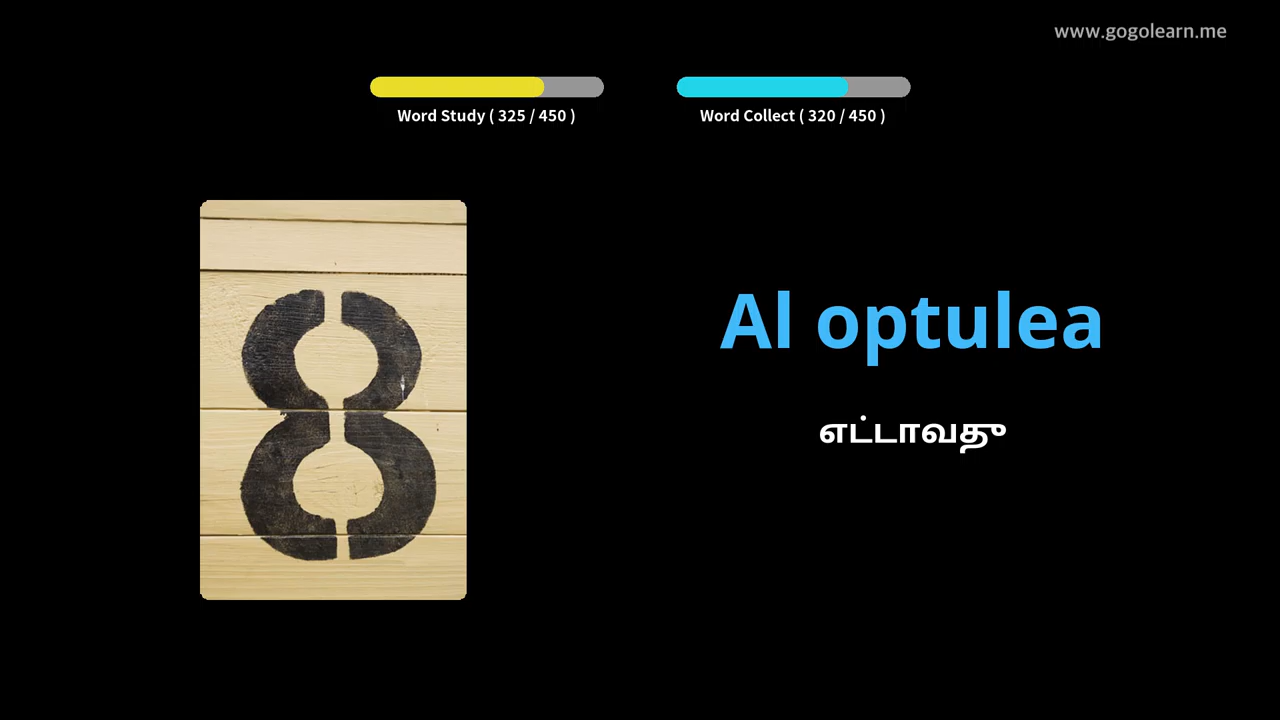 www.gogolearn.me
Word Study ( 325 / 450 )
Word Collect ( 320 / 450 )
8
Al optulea
எட்டாவது